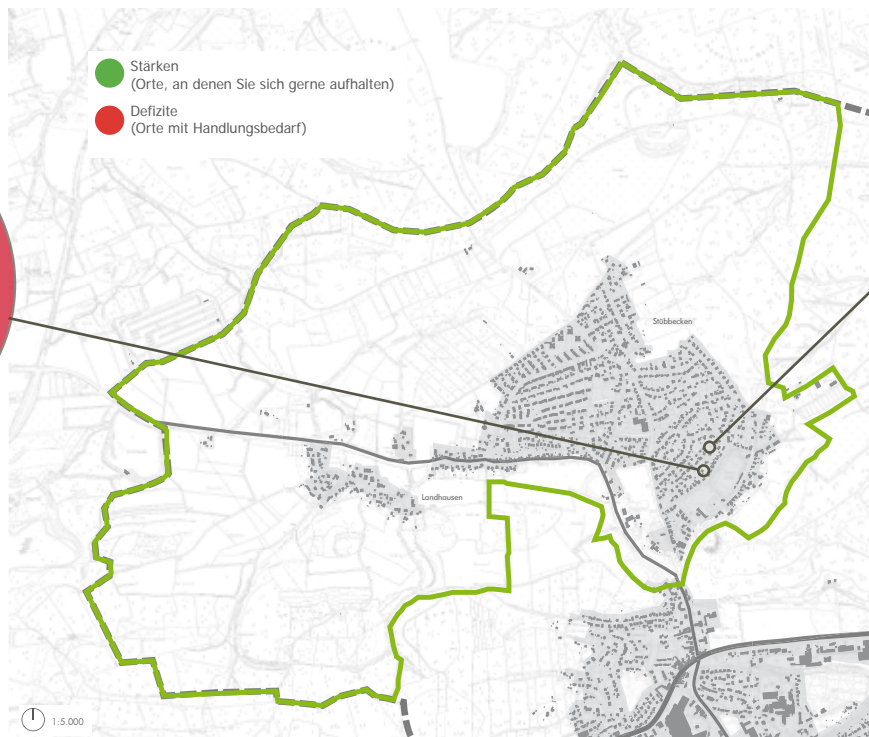 Stärken
(Orte, an denen Sie sich gerne aufhalten)
Defizite
(Orte mit Handlungsbedarf)
Stübbecken
Landhausen
1:5.000